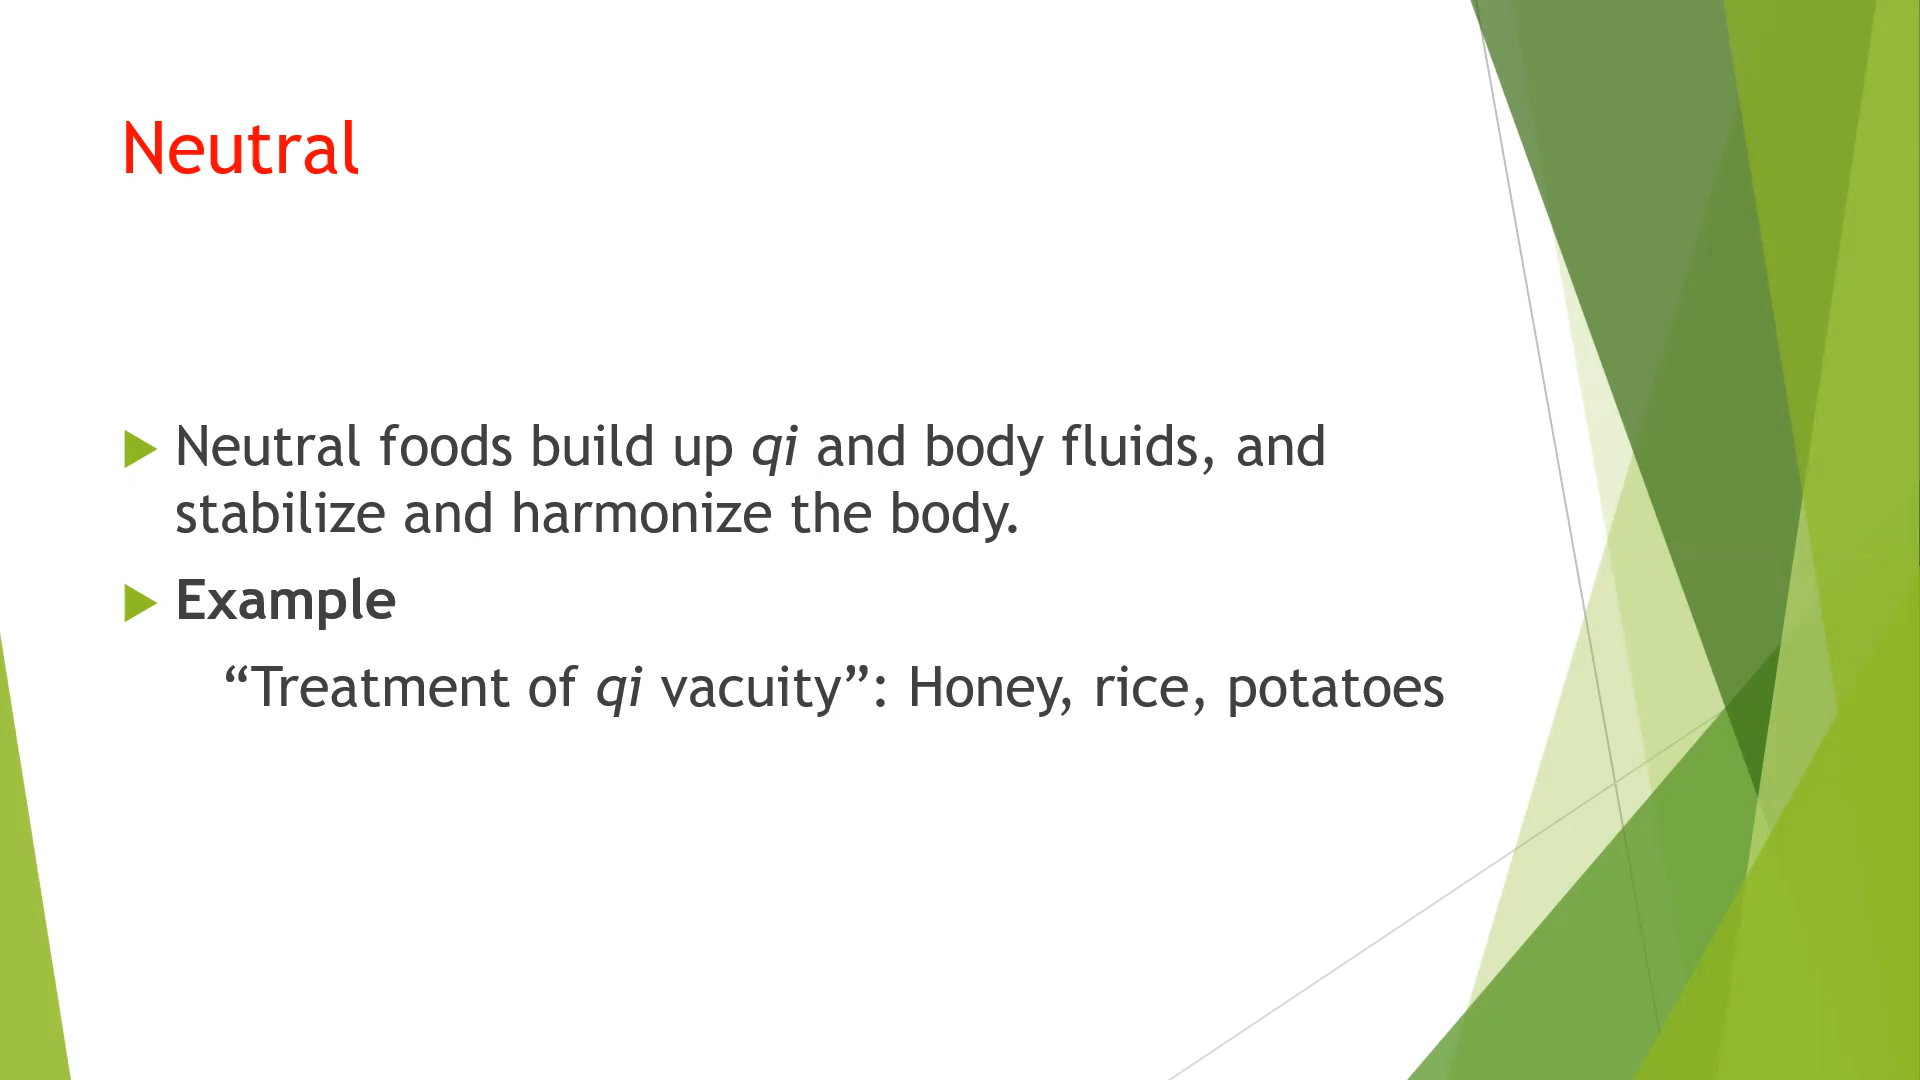 Neutral
Neutral foods build up qi and body fluids, and
stabilize and harmonize the body.
Example
“Treatment of qi vacuity”: Honey, rice, potatoes